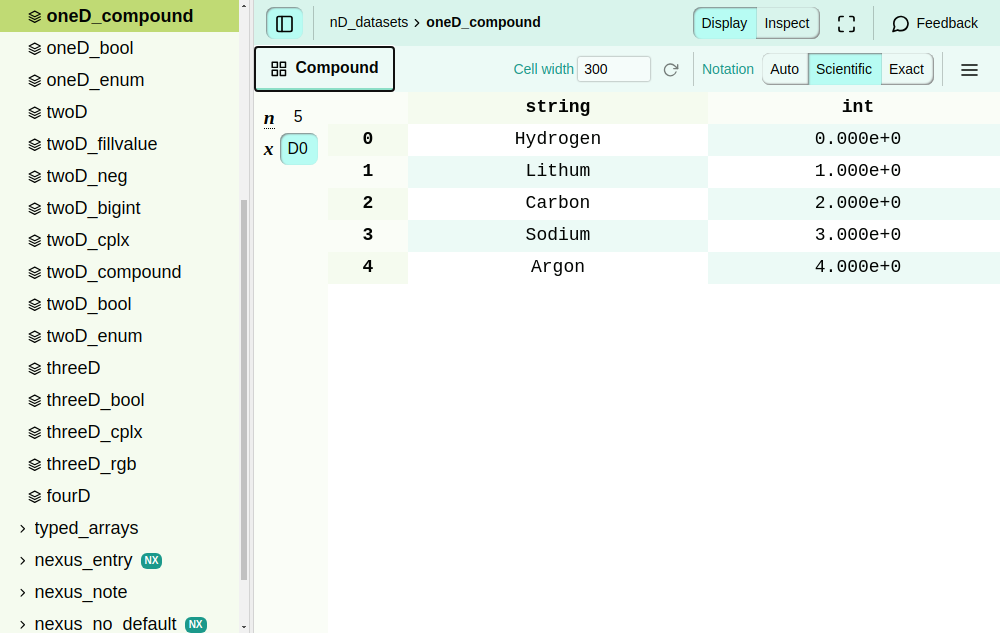 oneD_compound
oneD_bool
oneD_enum
twoD
twoD_fillvalue
twoD_neg
twoD_bigint
twoD_cplx
twoD_compound
twoD_bool
twoD_enum
threeD
threeD_bool
threeD_cplx
threeD_rgb
fourD
typed_arrays
nexus_entry NX
nexus_note
nexus_no_default NX
nD_datasets > oneD_compound
Display Inspect Feedback
Compound
Cell width 300 Notation Auto Scientific Exact
n 5
x D0
string int
0 Hydrogen 0.000e+0
1 Lithum 1.000e+0
2 Carbon 2.000e+0
3 Sodium 3.000e+0
4 Argon 4.000e+0